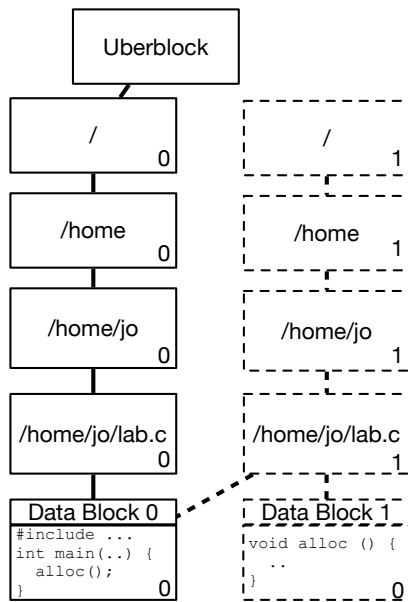 Uberblock
/
0
/home
0
/home/jo
0
/home/jo/lab.c
0
Data Block 0
#include ...
int main(..) {
alloc();
}
0
/
1
/home
1
/home/jo
1
/home/jo/lab.c
1
Data Block 1
void alloc () {
..
}
0